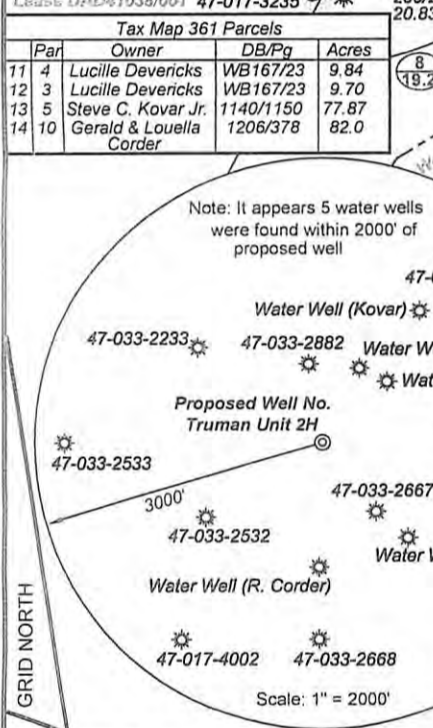 47-017-3235
20.83
Tax Map 361 Parcels
Par Owner DB/Pg Acres
11 4 Lucille Devericks WB167/23 9.84
12 3 Lucille Devericks WB167/23 9.70
13 5 Steve C. Kovar Jr. 1140/1150 77.87
14 10 Gerald & Louella Corder 1206/378 82.0
8
19.2
Note: It appears 5 water wells
were found within 2000' of
proposed well
Water Well (Kovar)
47-033-2233
47-033-2882
Water
Proposed Well No.
Truman Unit 2H
47-033-2533
3000'
47-033-2667
47-033-2532
Water
Water Well (R. Corder)
47-017-4002
47-033-2668
Scale: 1" = 2000'
GRID NORTH